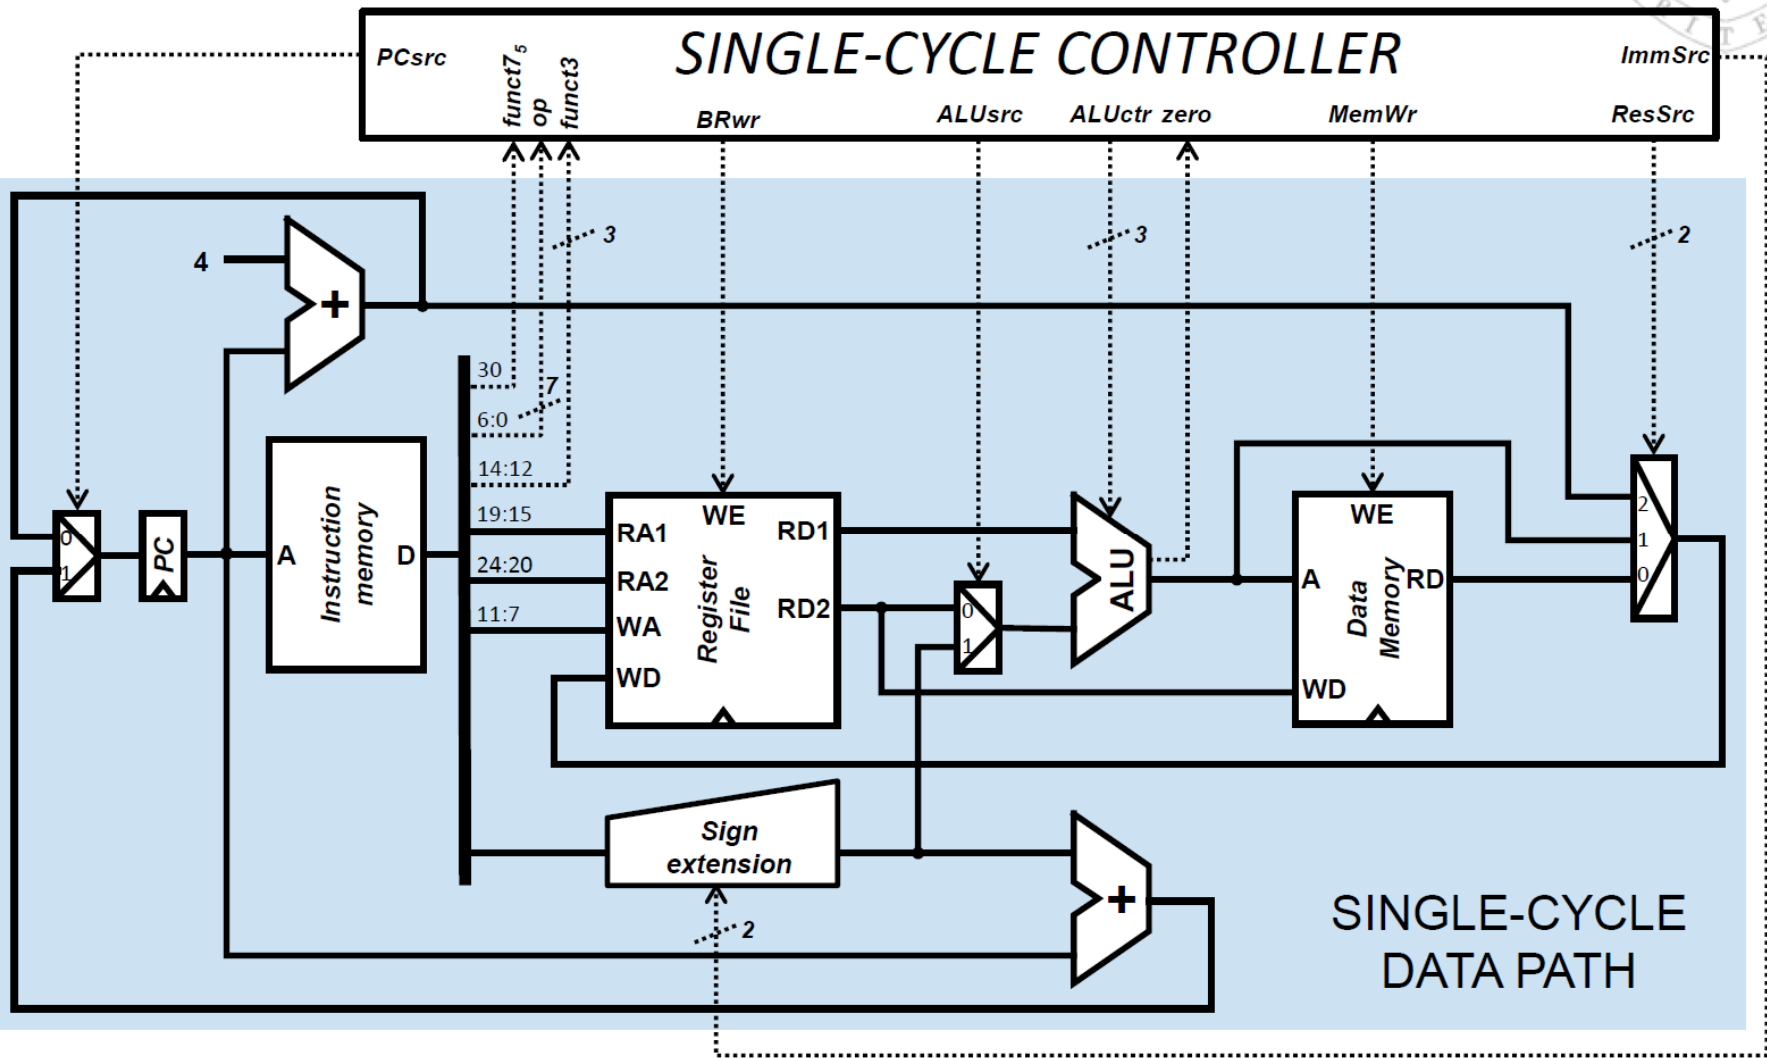 R I T E
SINGLE-CYCLE CONTROLLER
PCsrc
funct7₅
op
funct3
BRwr
ALUsrc
ALUctr
zero
MemWr
ImmSrc
ResSrc
3
3
2
4
+
30
7
6:0
14:12
19:15
24:20
11:7
0
1
PC
A
Instruction
memory
D
RA1
RA2
WA
WD
WE
Register
File
RD1
RD2
0
1
ALU
A
WE
Data
Memory
RD
WD
2
1
0
Sign
extension
2
+
SINGLE-CYCLE
DATA PATH